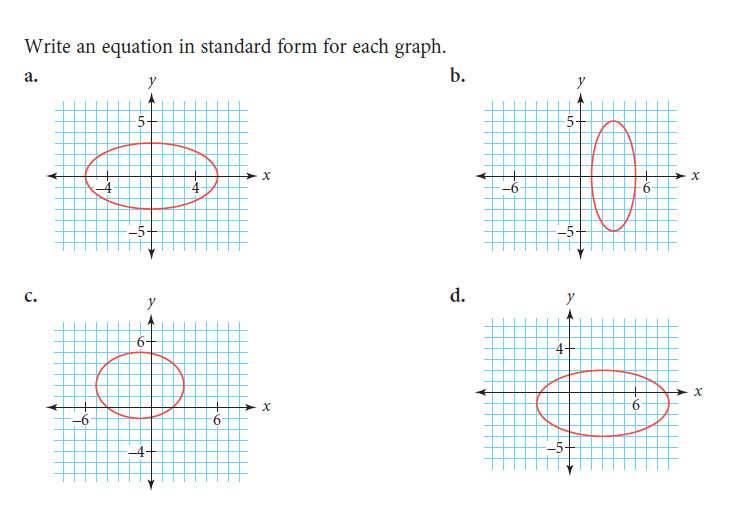 Write an equation in standard form for each graph.
a.
y
5
x
–4
4
–5
b.
y
5
x
–6
6
–5
c.
y
6
x
–6
6
–4
d.
y
4
x
6
–5